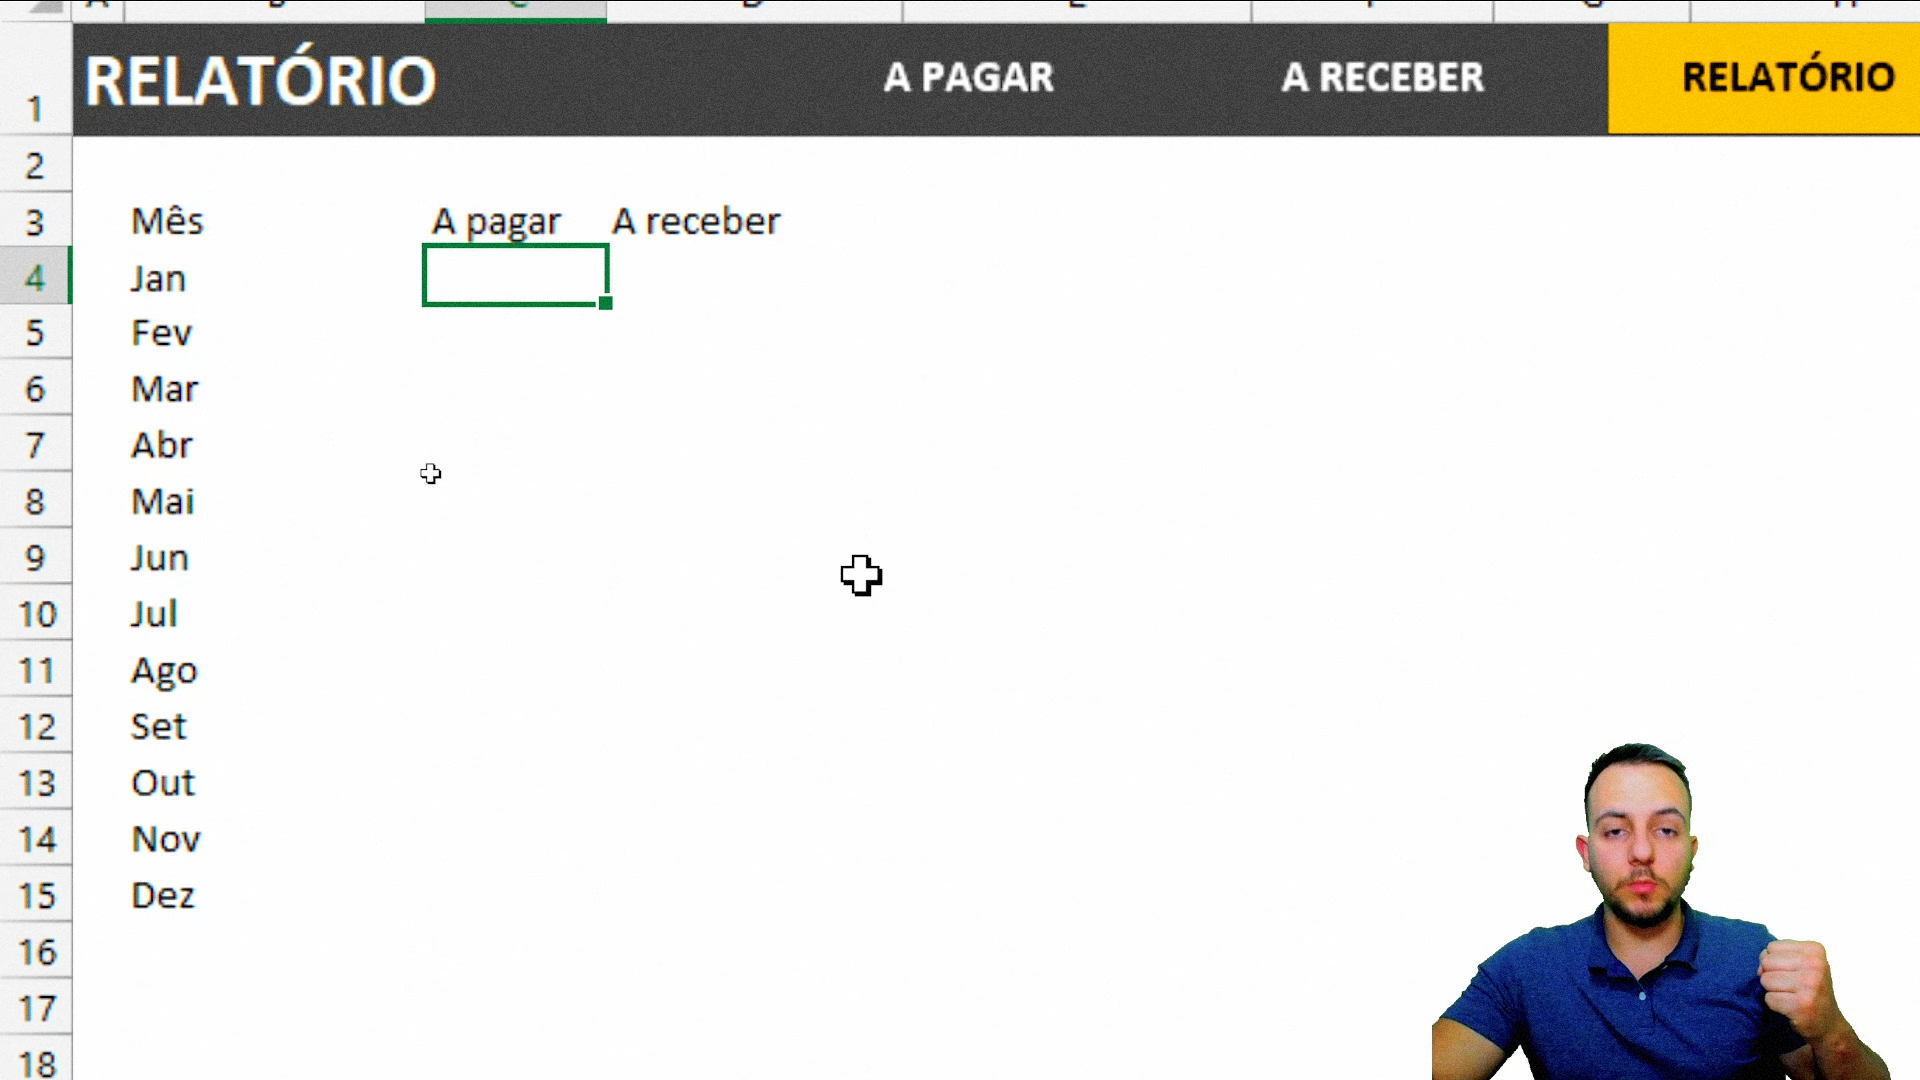 RELATÓRIO A PAGAR A RECEBER RELATÓRIO
1
2
3 Mês A pagar A receber
4 Jan
5 Fev
6 Mar
7 Abr
8 Mai
9 Jun
10 Jul
11 Ago
12 Set
13 Out
14 Nov
15 Dez
16
17
18